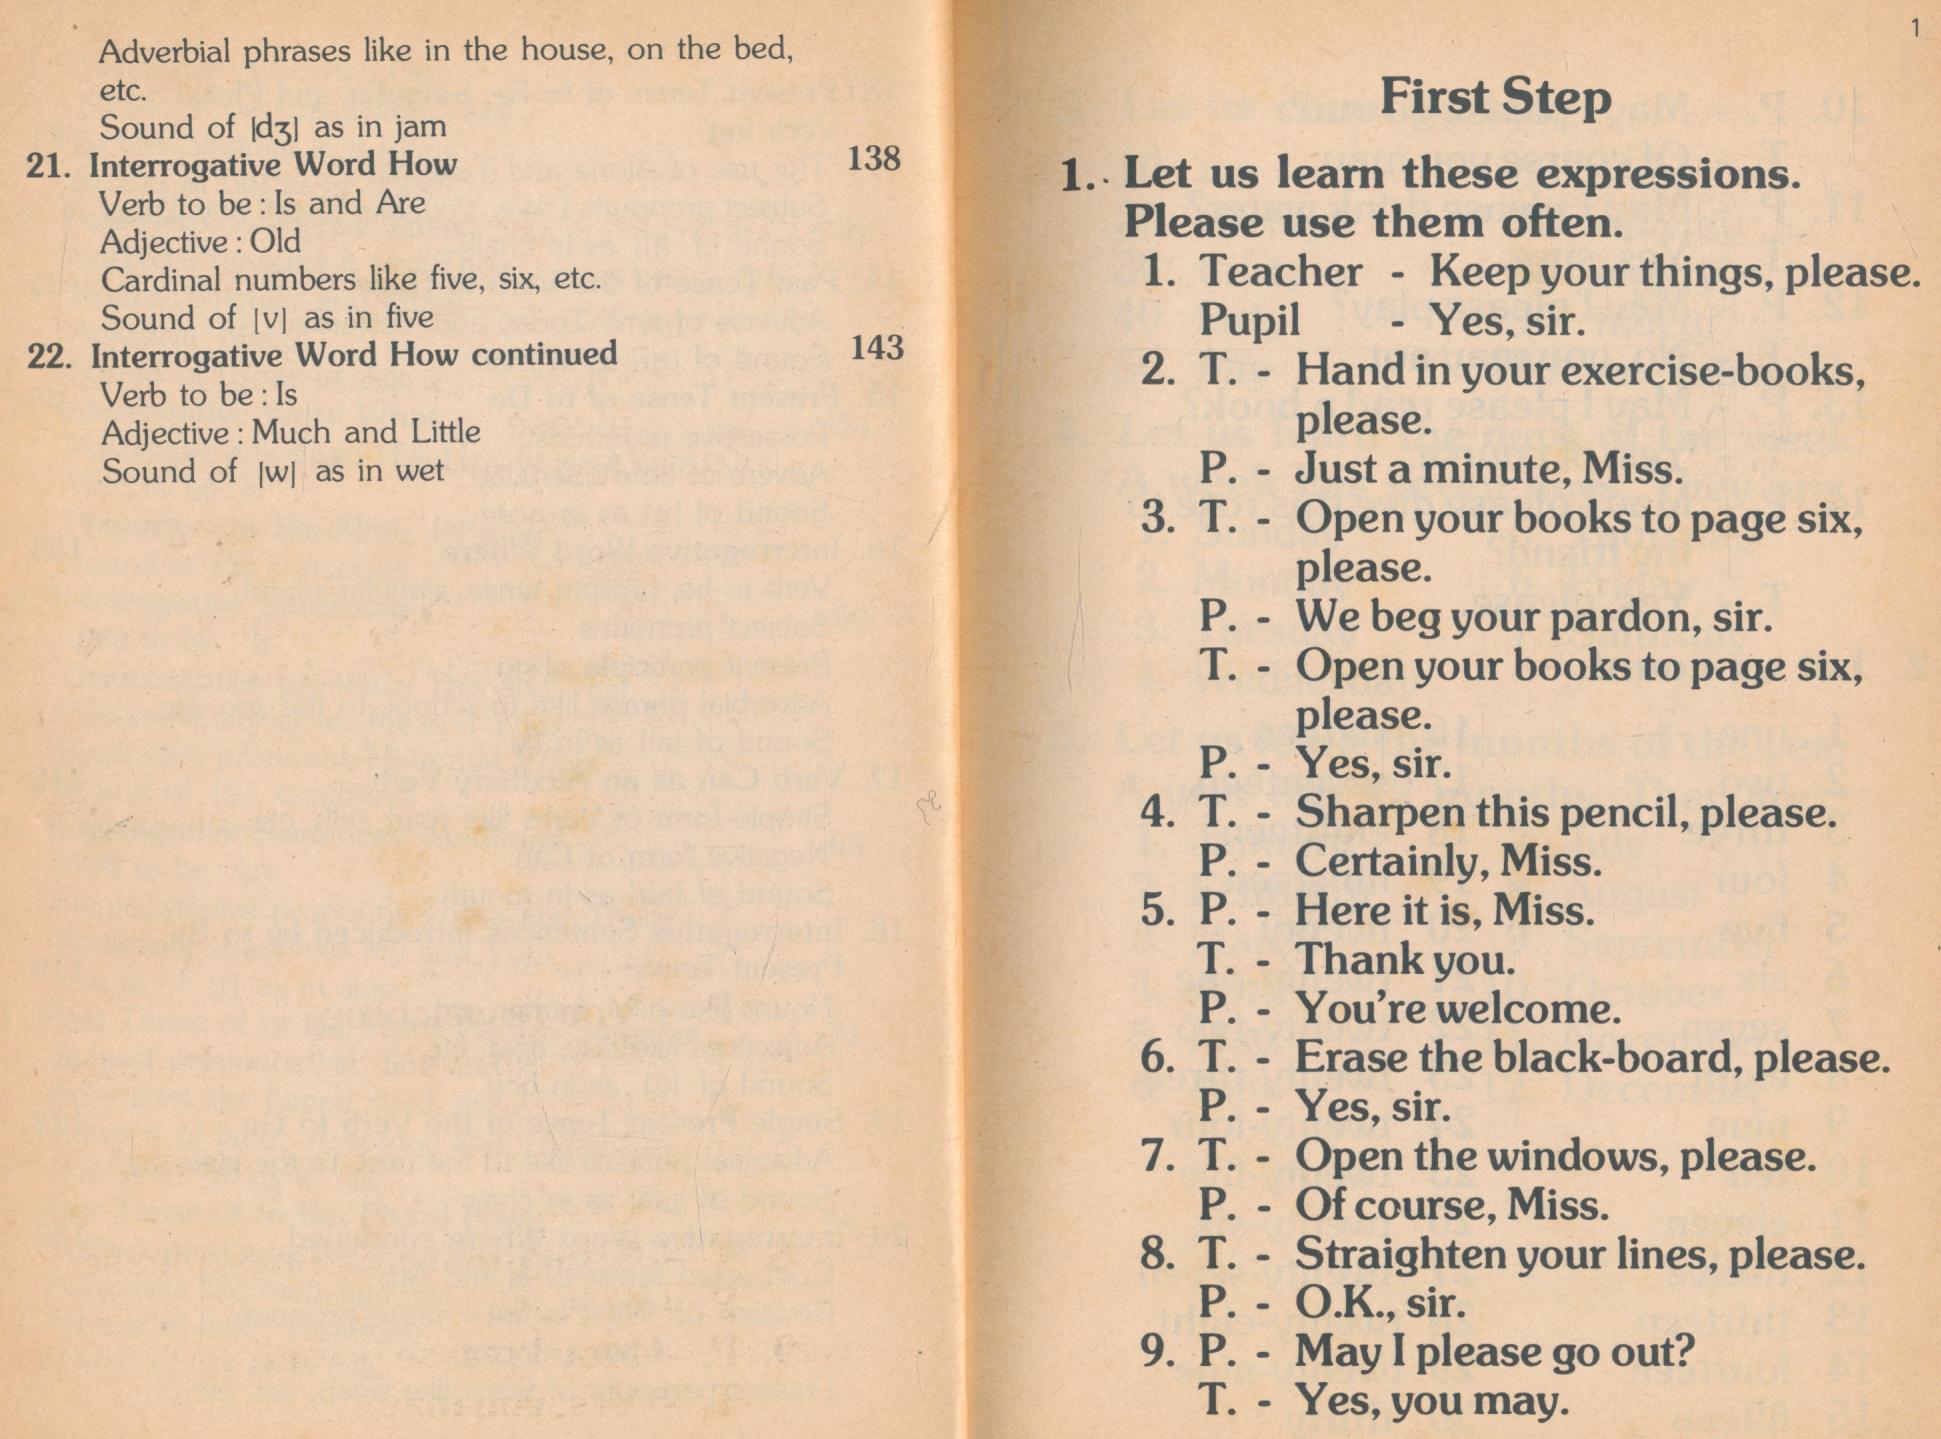 Adverbial phrases like in the house, on the bed,
etc.
Sound of |dʒ| as in jam
21. Interrogative Word How 138
Verb to be : Is and Are
Adjective : Old
Cardinal numbers like five, six, etc.
Sound of |v| as in five
22. Interrogative Word How continued 143
Verb to be : Is
Adjective : Much and Little
Sound of |w| as in wet
1
First Step
1. Let us learn these expressions.
Please use them often.
1. Teacher - Keep your things, please.
Pupil - Yes, sir.
2. T. - Hand in your exercise-books,
please.
P. - Just a minute, Miss.
3. T. - Open your books to page six,
please.
P. - We beg your pardon, sir.
T. - Open your books to page six,
please.
P. - Yes, sir.
4. T. - Sharpen this pencil, please.
P. - Certainly, Miss.
5. P. - Here it is, Miss.
T. - Thank you.
P. - You're welcome.
6. T. - Erase the black-board, please.
P. - Yes, sir.
7. T. - Open the windows, please.
P. - Of course, Miss.
8. T. - Straighten your lines, please.
P. - O.K., sir.
9. P. - May I please go out?
T. - Yes, you may.